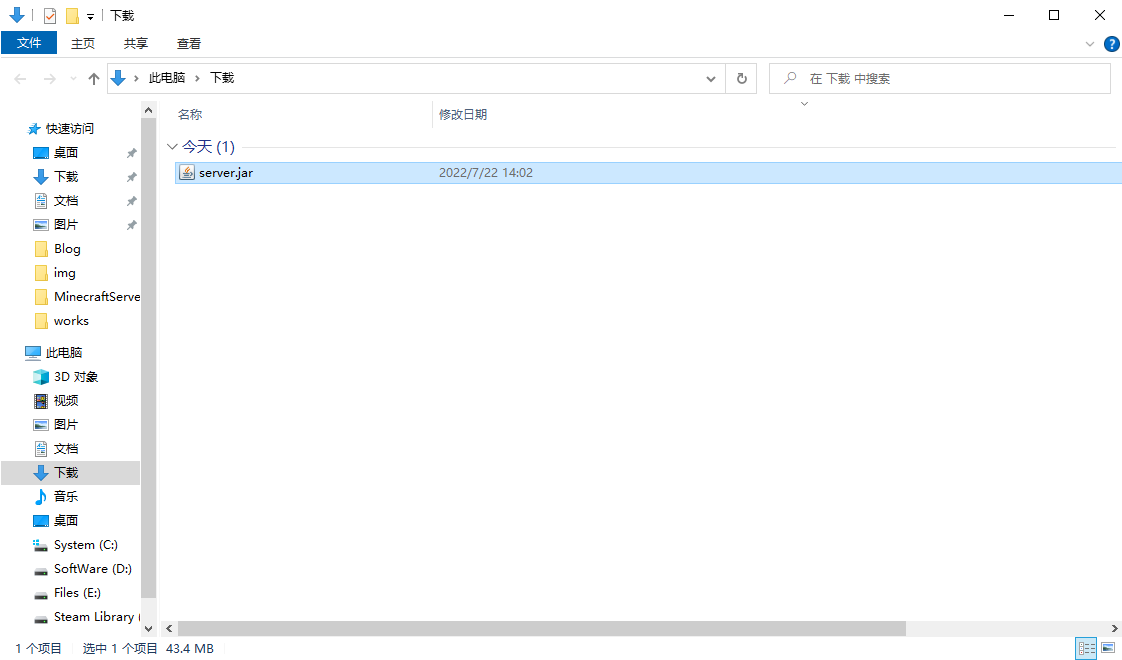 下载
文件 主页 共享 查看
此电脑 下载
在 下载 中搜索
名称 修改日期
今天 (1)
server.jar 2022/7/22 14:02
快速访问
桌面
下载
文档
图片
Blog
img
MinecraftServe
works
此电脑
3D 对象
视频
图片
文档
下载
音乐
桌面
System (C:)
SoftWare (D:)
Files (E:)
Steam Library (
1 个项目 选中 1 个项目 43.4 MB